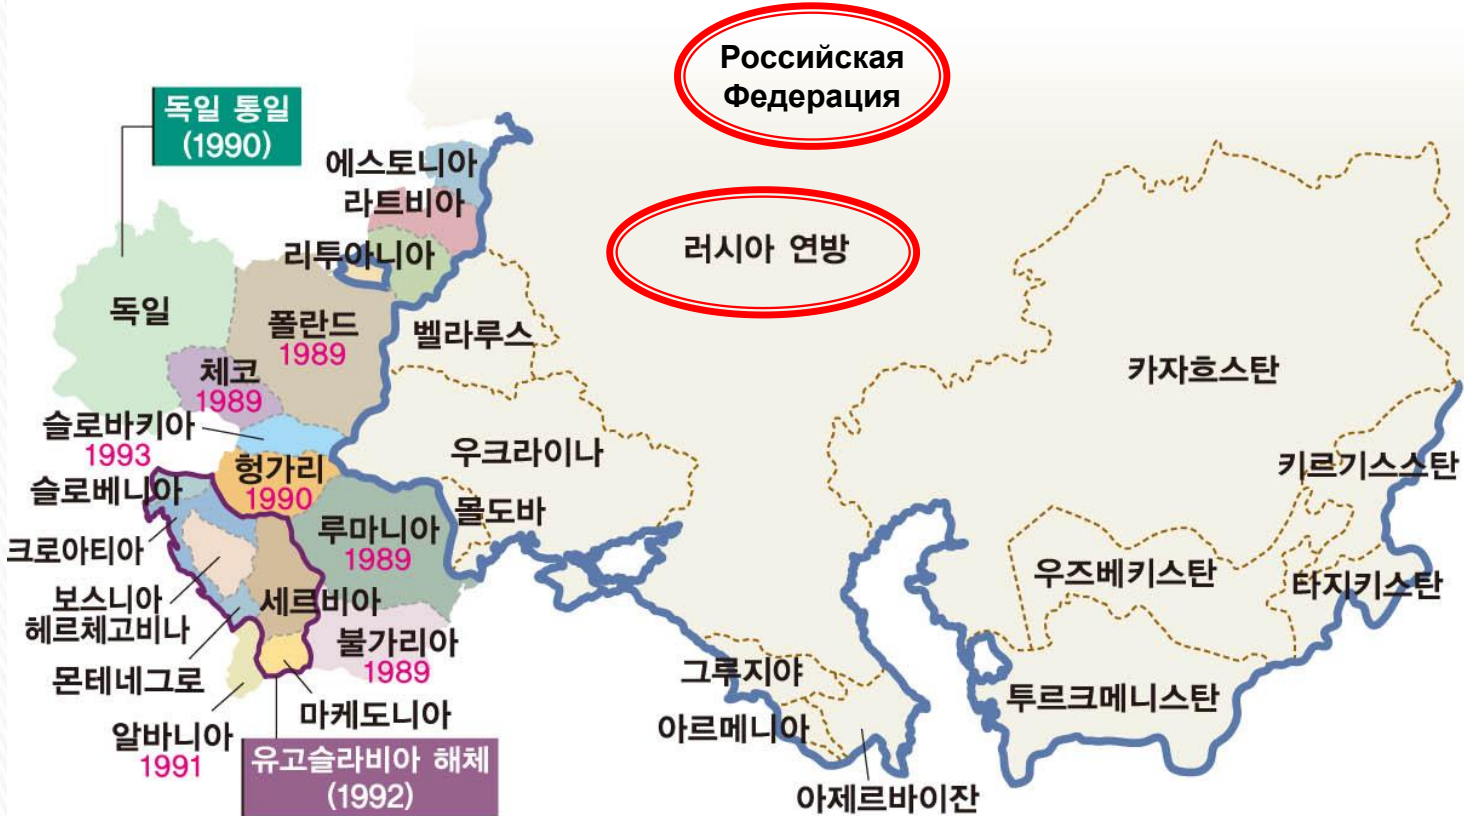 Российская
Федерация
독일 통일
(1990)
에스토니아
라트비아
리투아니아
러시아 연방
독일
폴란드
1989
벨라루스
체코
1989
카자흐스탄
슬로바키아
1993
우크라이나
헝가리
1990
키르기스스탄
슬로베니아
몰도바
루마니아
1989
크로아티아
우즈베키스탄
타지키스탄
보스니아
헤르체고비나
세르비아
불가리아
1989
몬테네그로
그루지야
투르크메니스탄
마케도니아
아르메니아
알바니아
1991
유고슬라비아 해체
(1992)
아제르바이잔